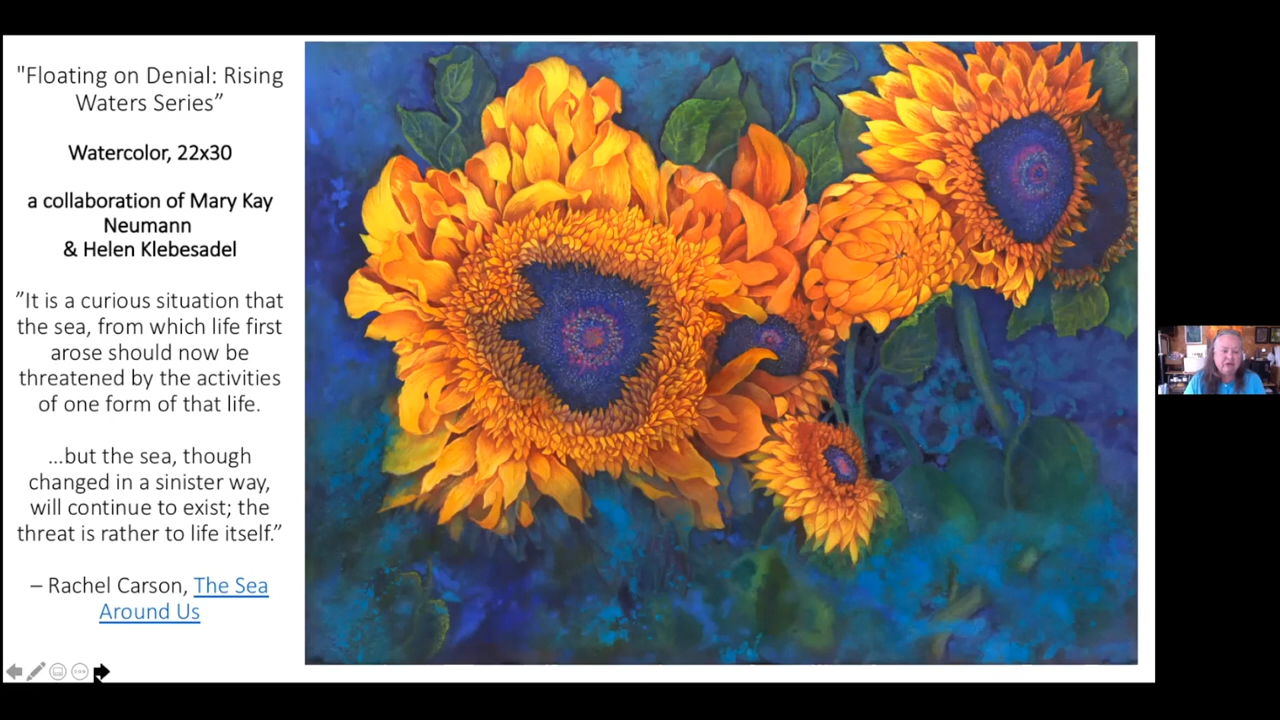 "Floating on Denial: Rising
Waters Series”
Watercolor, 22x30
a collaboration of Mary Kay
Neumann
& Helen Klebesadel
”It is a curious situation that
the sea, from which life first
arose should now be
threatened by the activities
of one form of that life.
...but the sea, though
changed in a sinister way,
will continue to exist; the
threat is rather to life itself.”
– Rachel Carson, The Sea
Around Us